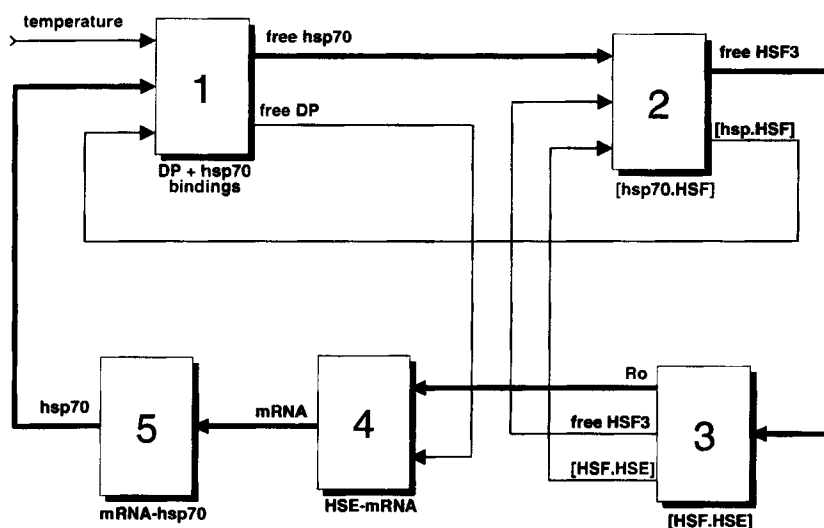 temperature
free hsp70
free HSF3
1
2
free DP
[hsp.HSF]
DP + hsp70
bindings
[hsp70.HSF]
Ro
hsp70
mRNA
free HSF3
5
4
3
[HSF.HSE]
mRNA-hsp70
HSE-mRNA
[HSF.HSE]